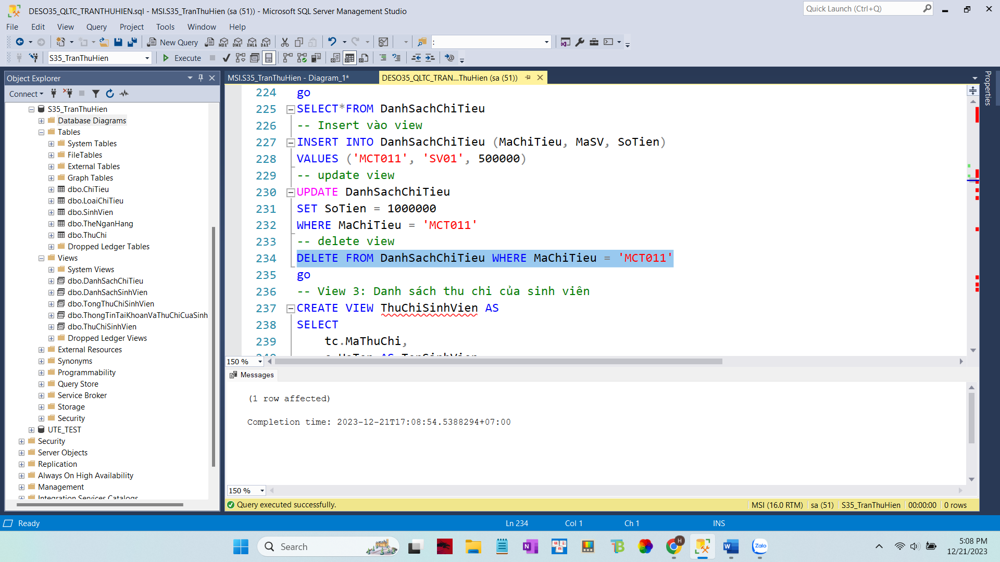 DESO35_QLTC_TRANTHUHIEN.sql - MSI.S35_TranThuHien (sa (51)) - Microsoft SQL Server Management Studio
Quick Launch (Ctrl+Q)
File Edit View Query Project Tools Window Help
New Query
MDX DMX XMLA DAX
:
S35_TranThuHien
Execute
Object Explorer
Connect
S35_TranThuHien
Database Diagrams
Tables
System Tables
FileTables
External Tables
Graph Tables
dbo.ChiTieu
dbo.LoaiChiTieu
dbo.SinhVien
dbo.TheNganHang
dbo.ThuChi
Dropped Ledger Tables
Views
System Views
dbo.DanhSachChiTieu
dbo.DanhSachSinhVien
dbo.TongThuChiSinhVien
dbo.ThongTinTaiKhoanVaThuChiCuaSinh
dbo.ThuChiSinhVien
Dropped Ledger Views
External Resources
Synonyms
Programmability
Query Store
Service Broker
Storage
Security
UTE_TEST
Security
Server Objects
Replication
Always On High Availability
Management
Integration Services Catalogs
MSI.S35_TranThuHien - Diagram_1*
DESO35_QLTC_TRAN...ThuHien (sa (51))
Properties
224 go
225 SELECT*FROM DanhSachChiTieu
226 -- Insert vào view
227 INSERT INTO DanhSachChiTieu (MaChiTieu, MaSV, SoTien)
228 VALUES ('MCT011', 'SV01', 500000)
229 -- update view
230 UPDATE DanhSachChiTieu
231 SET SoTien = 1000000
232 WHERE MaChiTieu = 'MCT011'
233 -- delete view
234 DELETE FROM DanhSachChiTieu WHERE MaChiTieu = 'MCT011'
235 go
236 -- View 3: Danh sách thu chi của sinh viên
237 CREATE VIEW ThuChiSinhVien AS
238 SELECT
239 tc.MaThuChi,
AS TenSinhVien
150 %
Messages
(1 row affected)
Completion time: 2023-12-21T17:08:54.5388294+07:00
150 %
Query executed successfully.
MSI (16.0 RTM) sa (51) S35_TranThuHien 00:00:00 0 rows
Ready
Ln 234 Col 1 Ch 1 INS
Search
Zalo
5:08 PM
12/21/2023